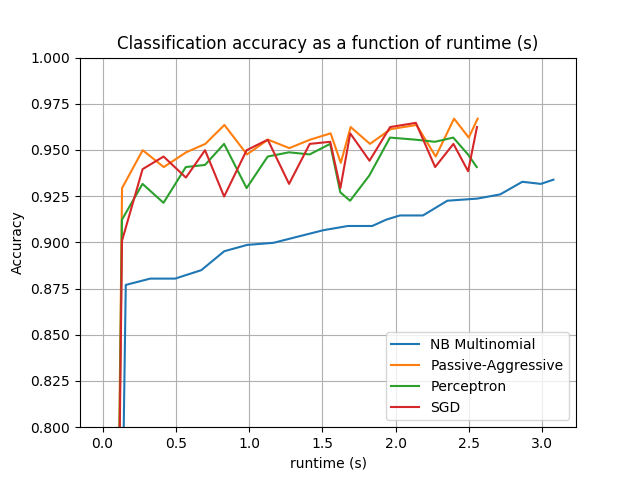 Classification accuracy as a function of runtime (s)
1.000
0.975
0.950
0.925
0.900
0.875
0.850
0.825
0.800
Accuracy
NB Multinomial
Passive-Aggressive
Perceptron
SGD
0.0 0.5 1.0 1.5 2.0 2.5 3.0
runtime (s)